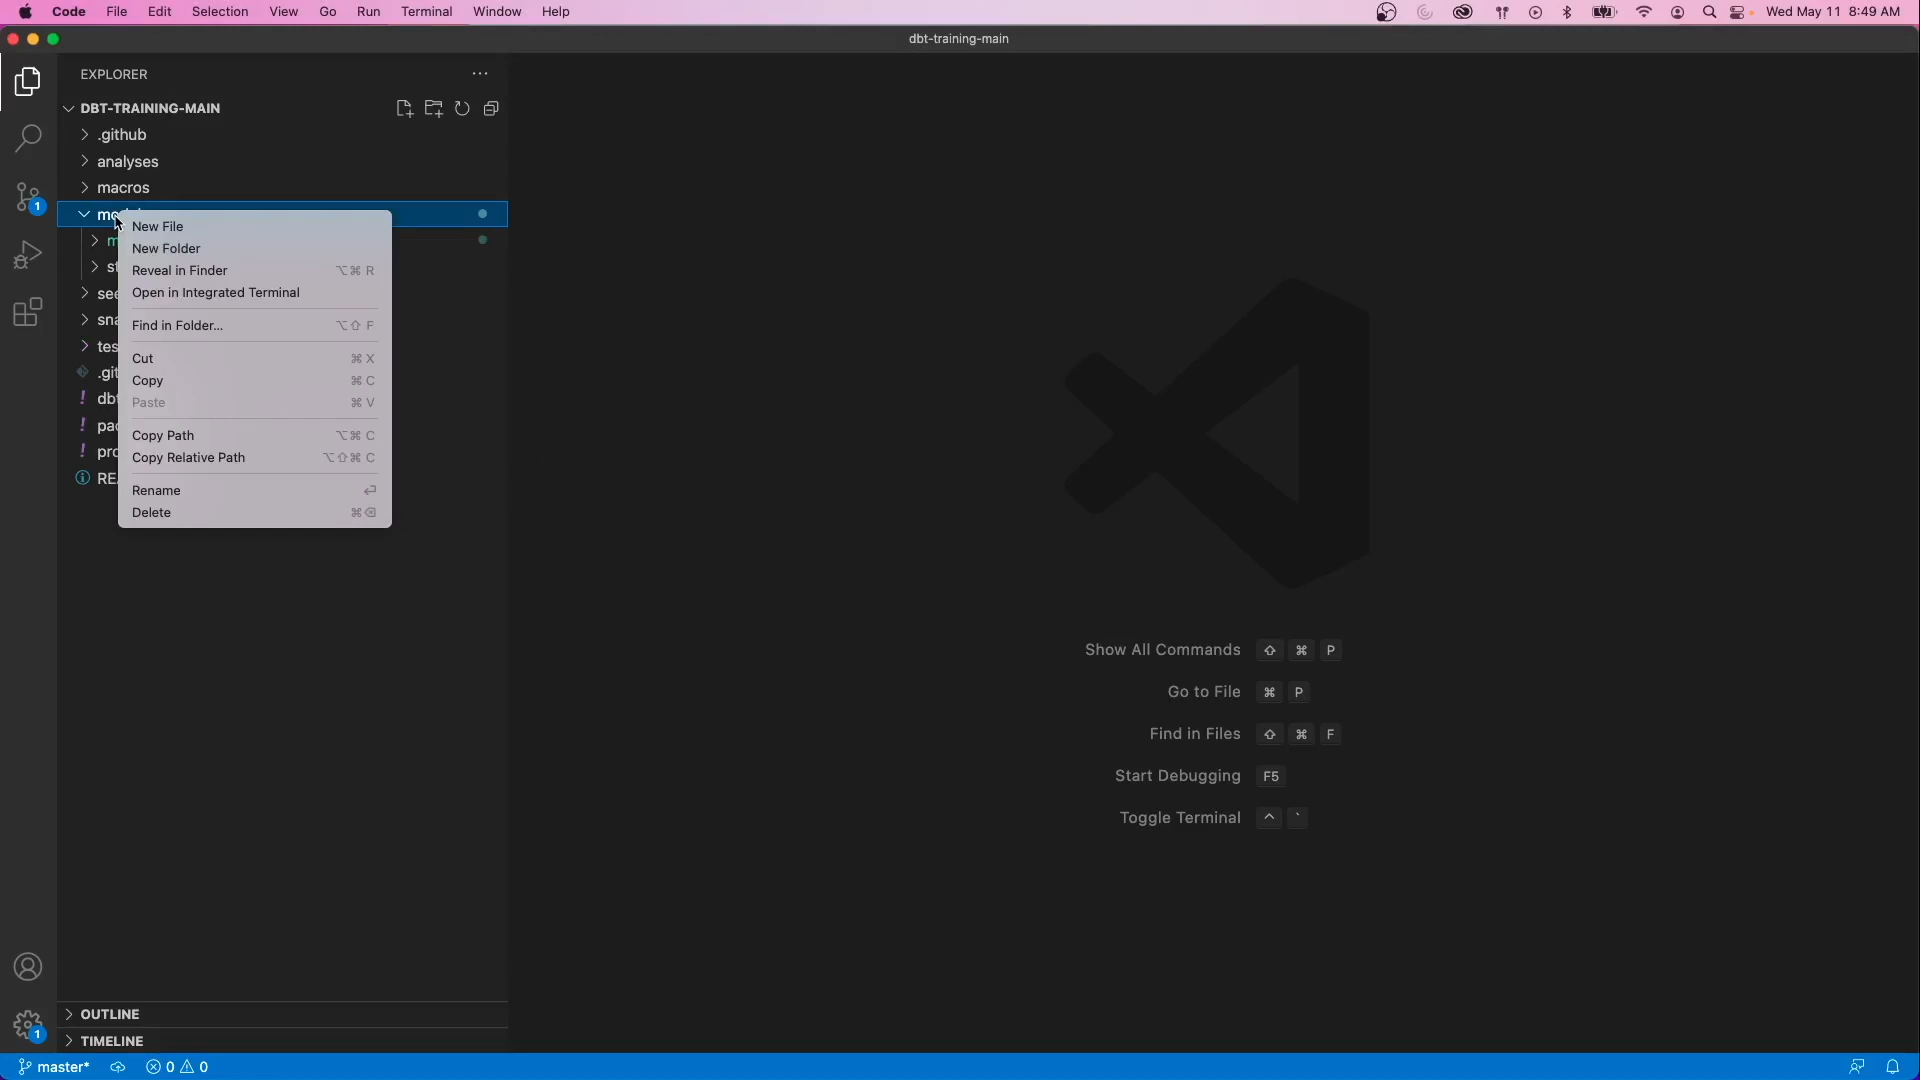 Code File Edit Selection View Go Run Terminal Window Help Wed May 11 8:49 AM
dbt-training-main
EXPLORER
DBT-TRAINING-MAIN
.github
analyses
macros
New File
New Folder
Reveal in Finder ⌥⌘ R
Open in Integrated Terminal
Find in Folder... ⌥⇧ F
Cut ⌘ X
Copy ⌘ C
Paste ⌘ V
Copy Path ⌥⌘ C
Copy Relative Path ⌥⇧⌘ C
Rename ⏎
Delete ⌘⌫
Show All Commands ⇧ ⌘ P
Go to File ⌘ P
Find in Files ⇧ ⌘ F
Start Debugging F5
Toggle Terminal ^ `
1
OUTLINE
1
TIMELINE
master* 0 0